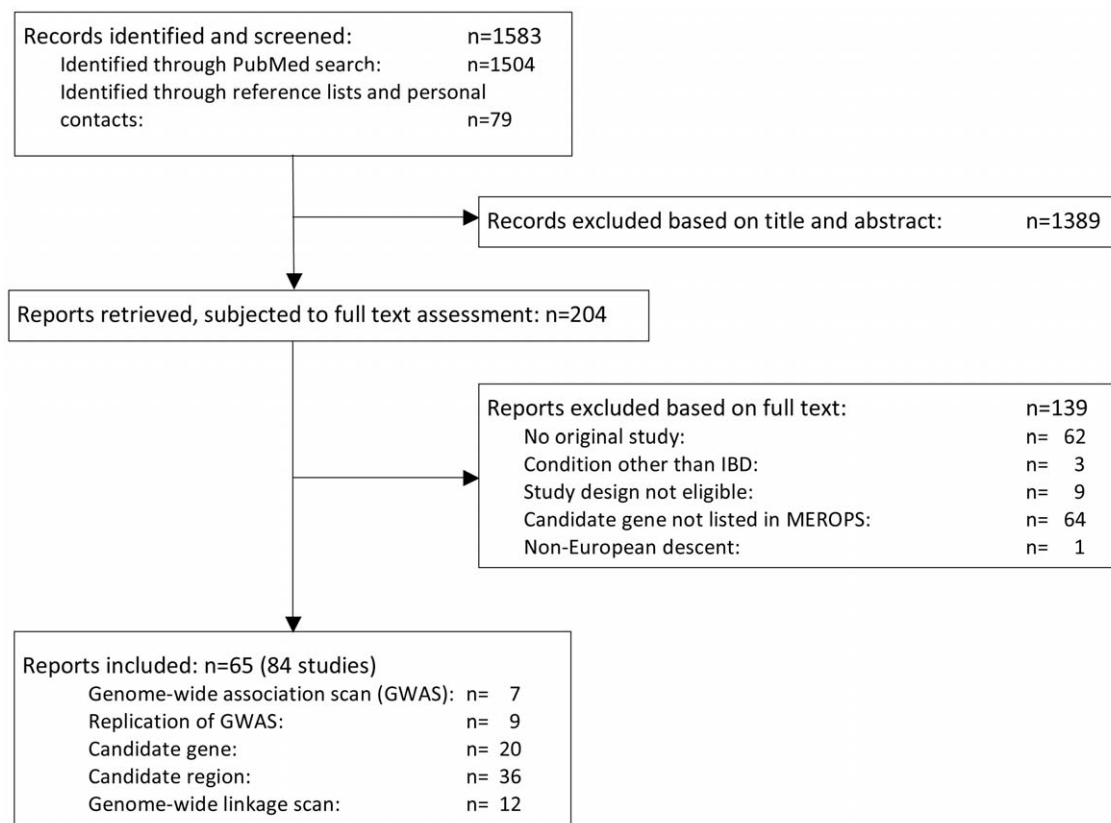 Records identified and screened: n=1583
Identified through PubMed search: n=1504
Identified through reference lists and personal
contacts: n=79
Records excluded based on title and abstract: n=1389
Reports retrieved, subjected to full text assessment: n=204
Reports excluded based on full text: n=139
No original study: n= 62
Condition other than IBD: n= 3
Study design not eligible: n= 9
Candidate gene not listed in MEROPS: n= 64
Non-European descent: n= 1
Reports included: n=65 (84 studies)
Genome-wide association scan (GWAS): n= 7
Replication of GWAS: n= 9
Candidate gene: n= 20
Candidate region: n= 36
Genome-wide linkage scan: n= 12